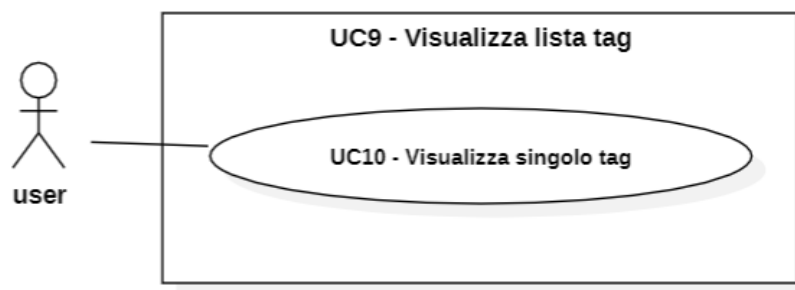 UC9 - Visualizza lista tag
UC10 - Visualizza singolo tag
user